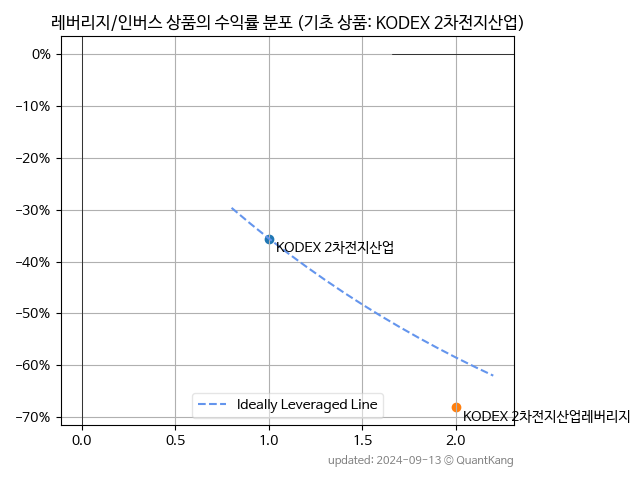 레버리지/인버스 상품의 수익률 분포 (기초 상품: KODEX 2차전지산업)
0%
−10%
−20%
−30%
−40%
−50%
−60%
−70%
KODEX 2차전지산업
KODEX 2차전지산업레버리지
Ideally Leveraged Line
0.0 0.5 1.0 1.5 2.0
updated: 2024-09-13 © QuantKang